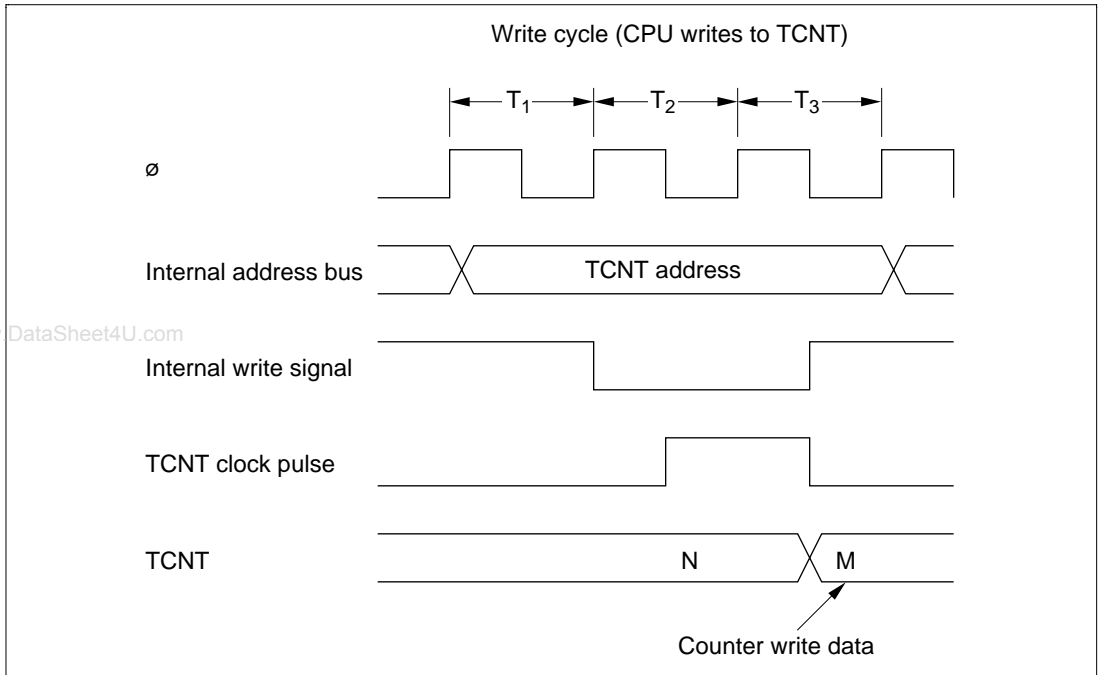 Write cycle (CPU writes to TCNT)
T1 T2 T3
ø
Internal address bus
TCNT address
.DataSheet4U.com
Internal write signal
TCNT clock pulse
TCNT
N
M
Counter write data